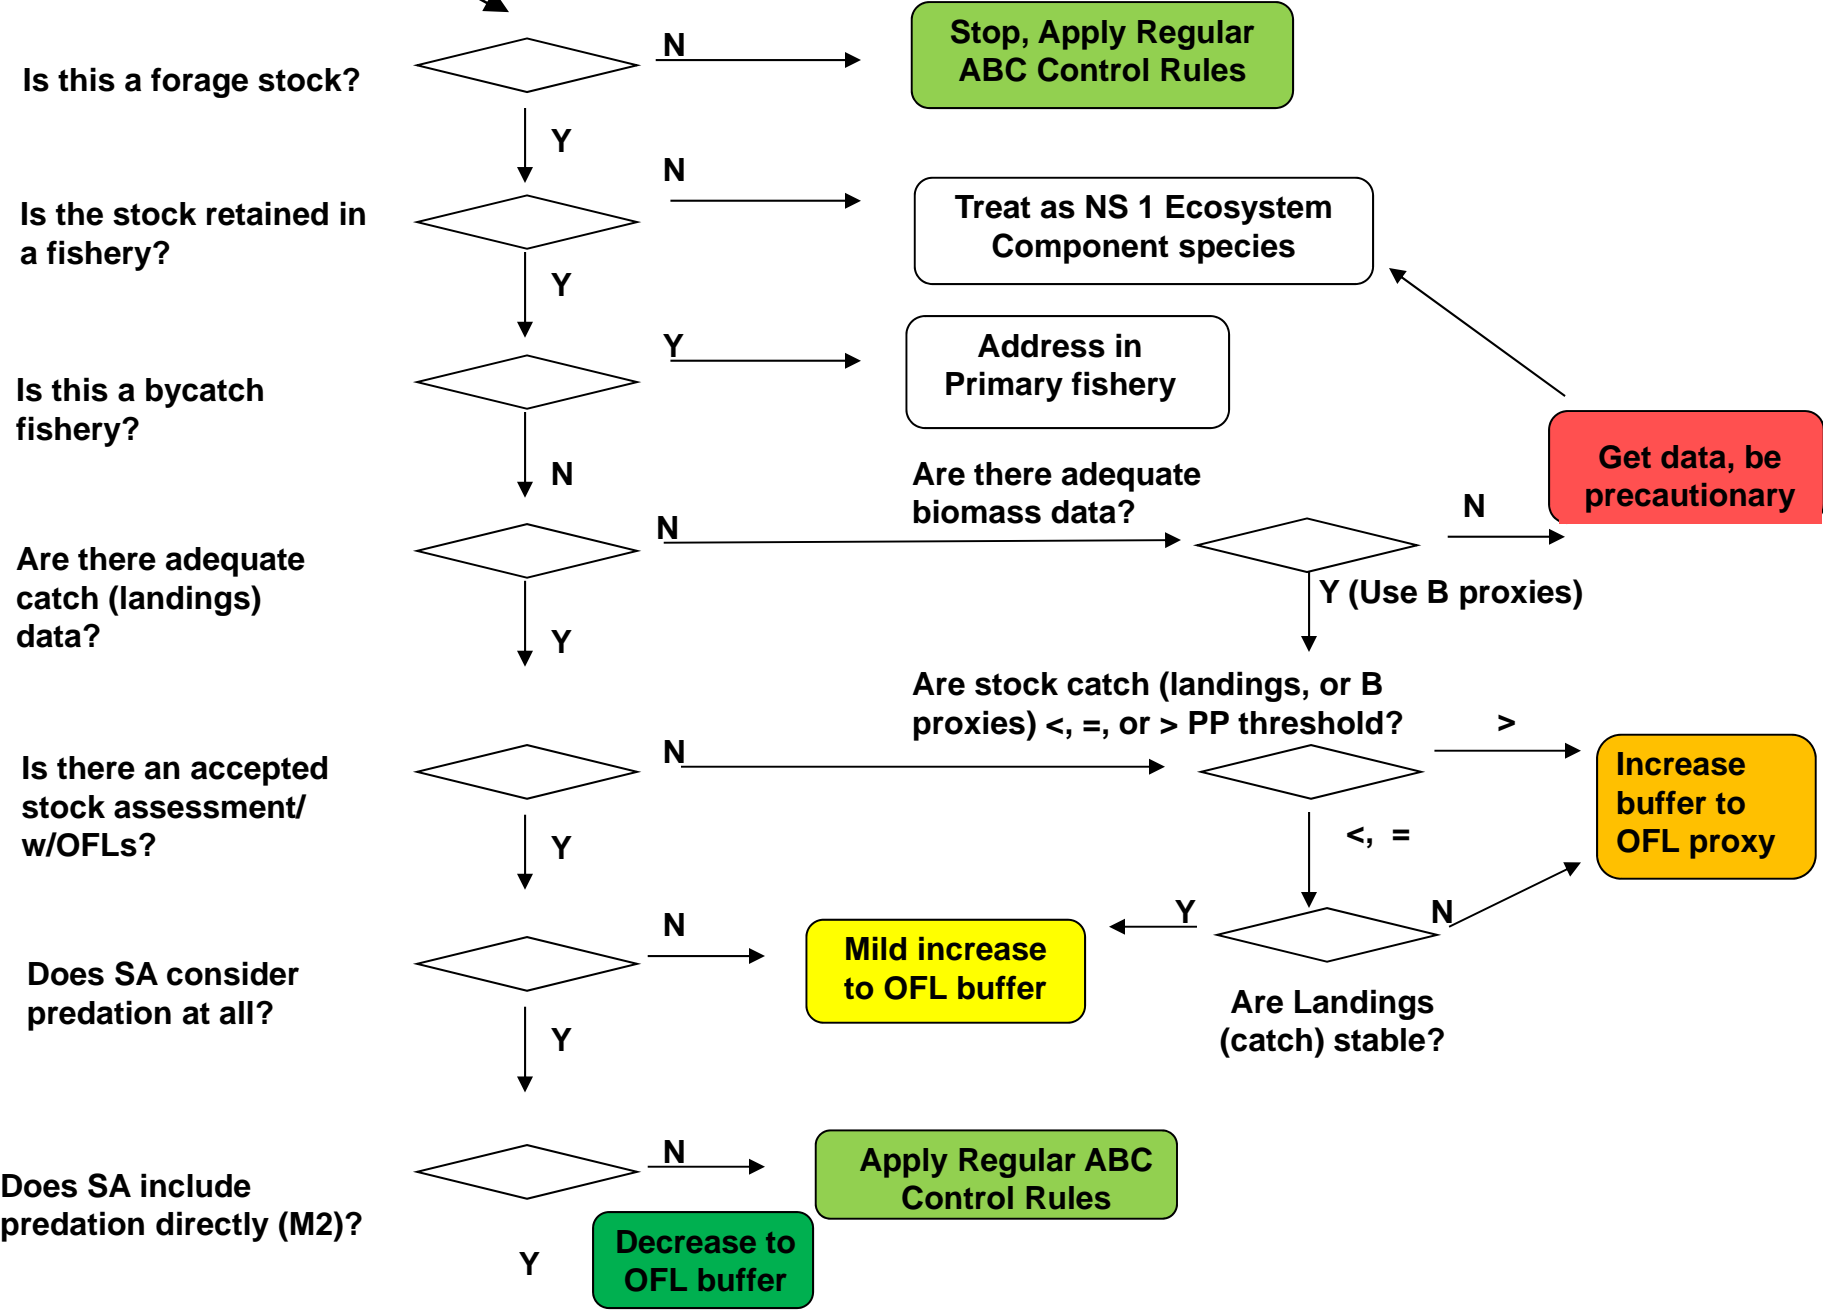 N
Stop, Apply Regular
ABC Control Rules
Is this a forage stock?
Y
N
Is the stock retained in
a fishery?
Treat as NS 1 Ecosystem
Component species
Y
Y
Address in
Primary fishery
Is this a bycatch
fishery?
N
Are there adequate
biomass data?
N
Get data, be
precautionary
N
Are there adequate
catch (landings)
data?
Y (Use B proxies)
Y
Are stock catch (landings, or B
proxies) <, =, or > PP threshold?
>
N
Is there an accepted
stock assessment/
w/OFLs?
Increase
buffer to
OFL proxy
<, =
Y
N
Mild increase
to OFL buffer
Y
N
Does SA consider
predation at all?
Are Landings
(catch) stable?
Y
N
Apply Regular ABC
Control Rules
Does SA include
predation directly (M2)?
Y
Decrease to
OFL buffer